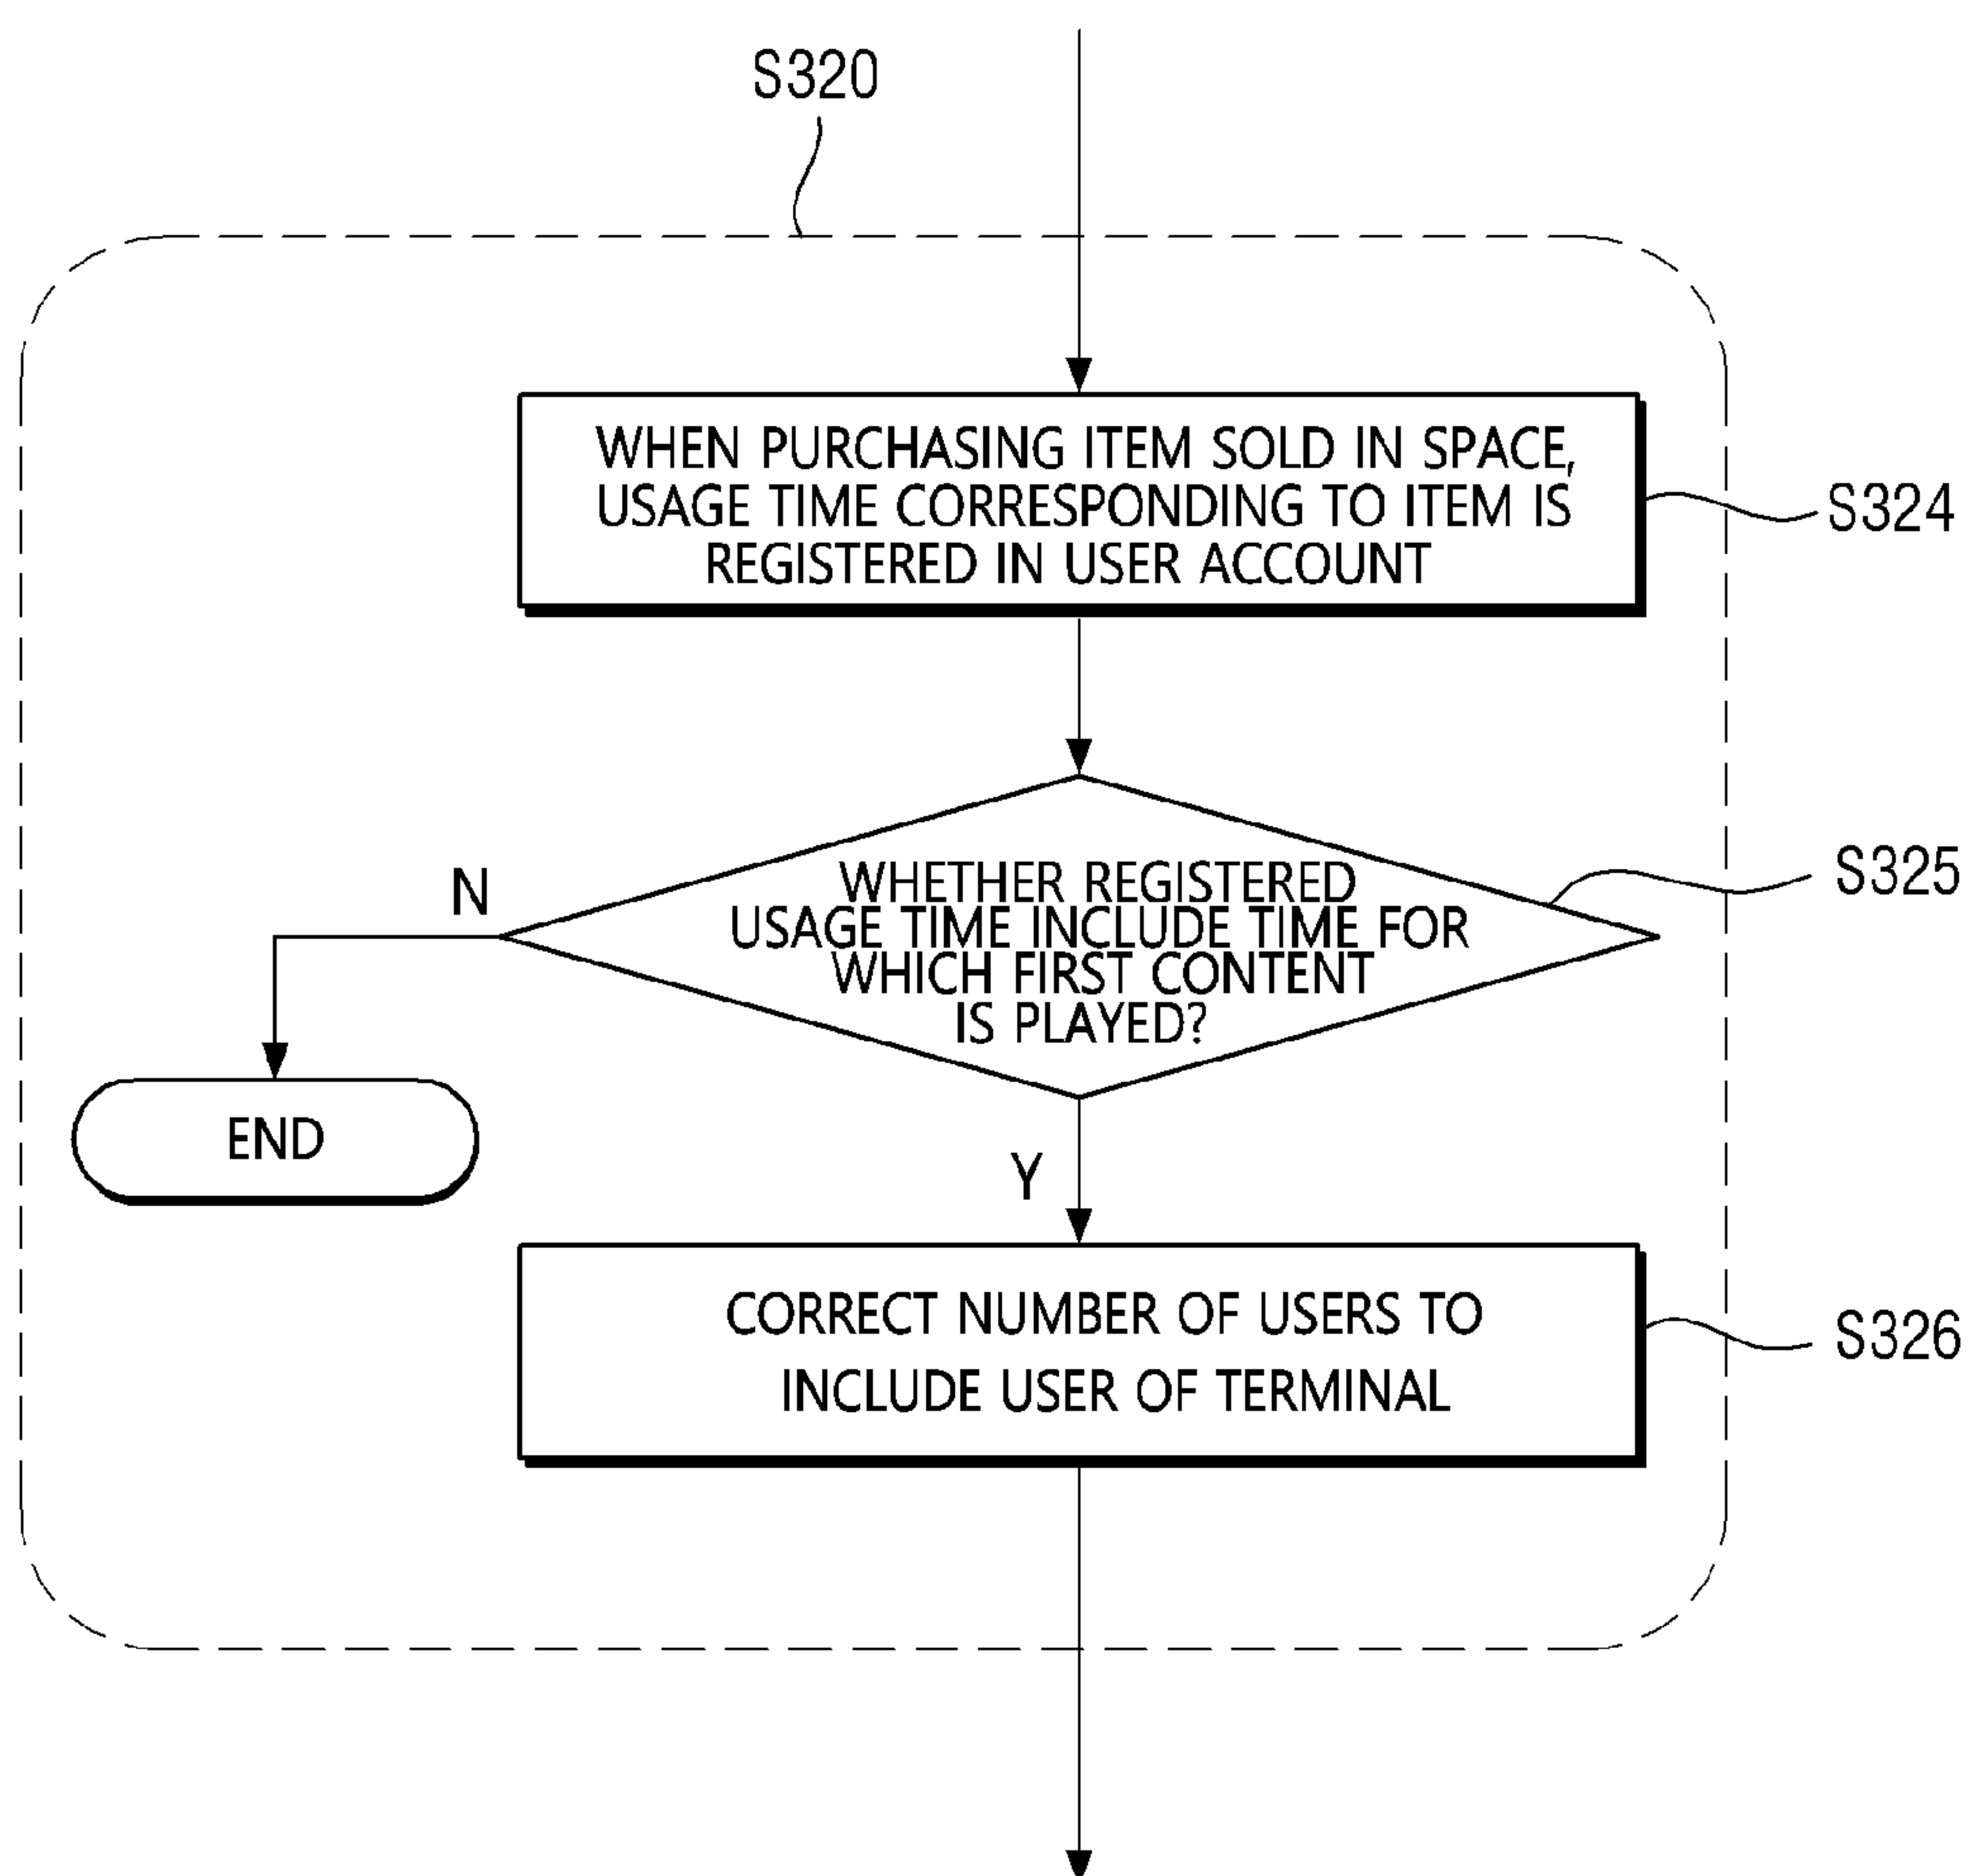 S320
WHEN PURCHASING ITEM SOLD IN SPACE,
USAGE TIME CORRESPONDING TO ITEM IS
REGISTERED IN USER ACCOUNT
S324
WHETHER REGISTERED
USAGE TIME INCLUDE TIME FOR
WHICH FIRST CONTENT
IS PLAYED?
S325
N
END
Y
CORRECT NUMBER OF USERS TO
INCLUDE USER OF TERMINAL
S326